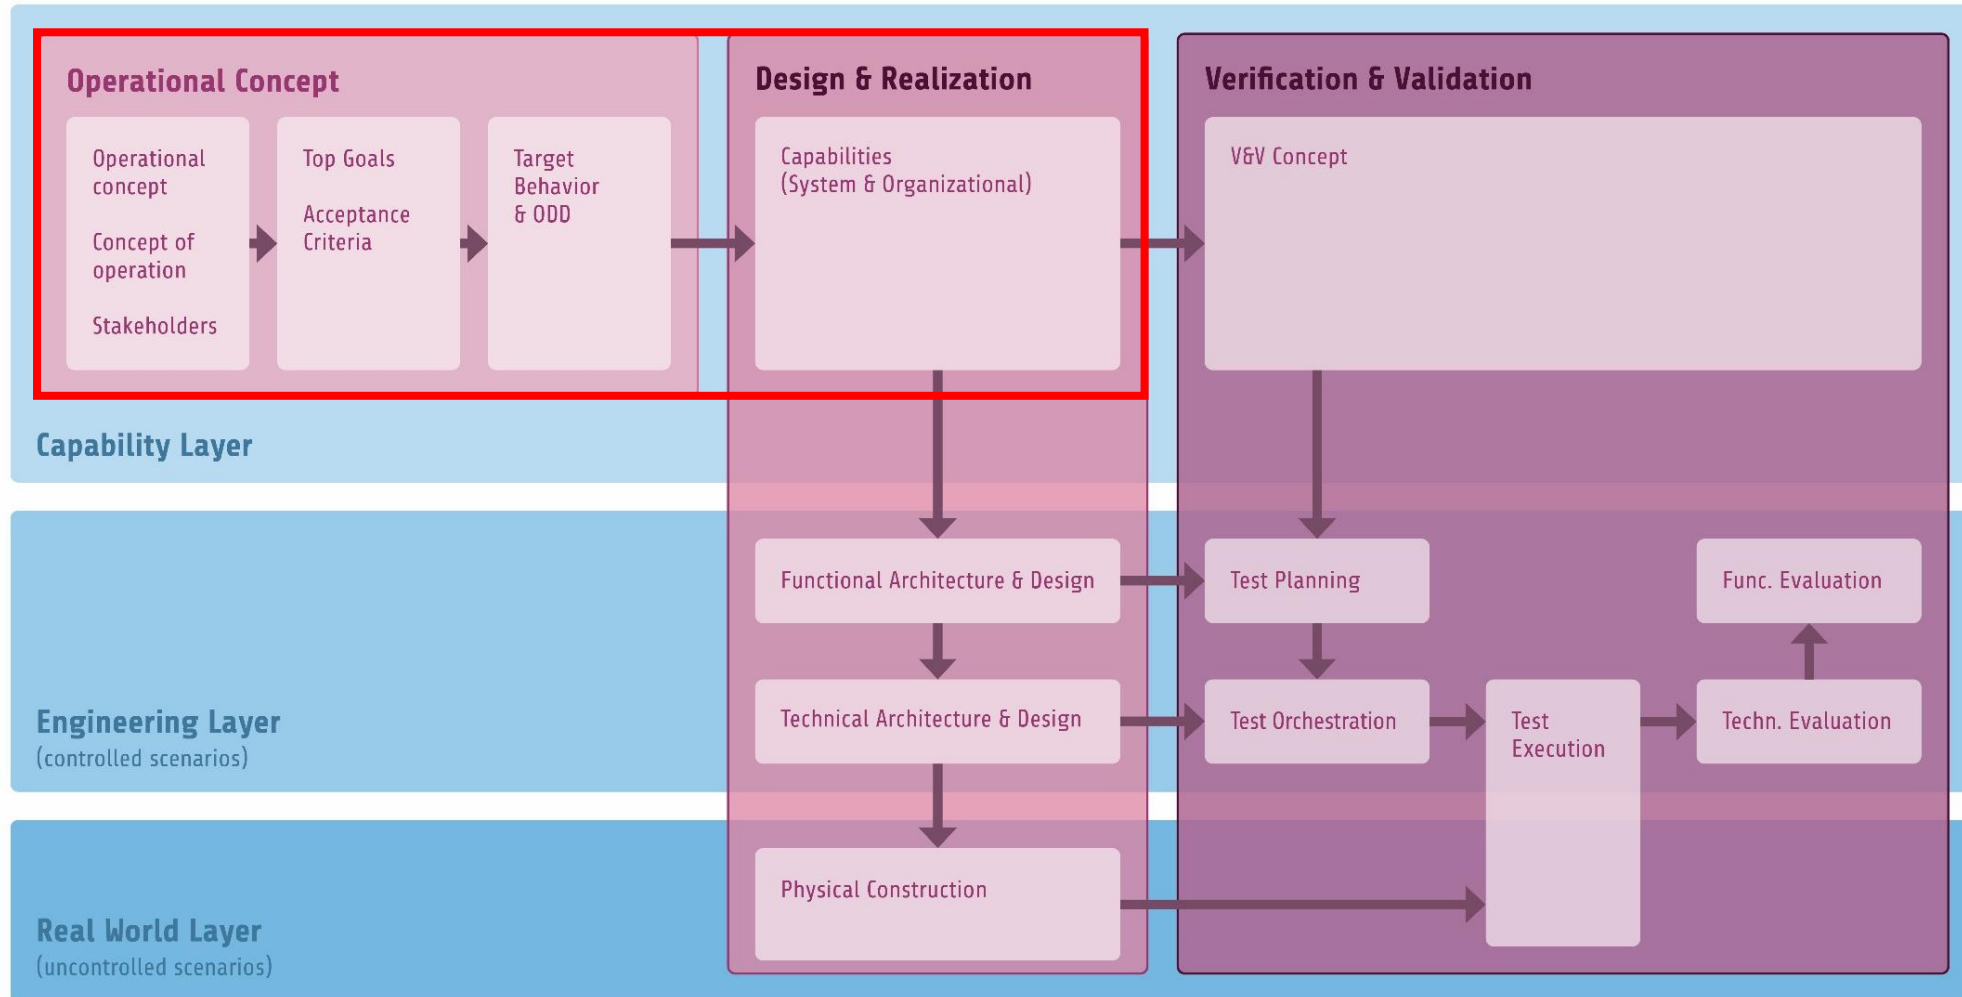 Operational Concept
Operational
concept
Concept of
operation
Stakeholders
Top Goals
Acceptance
Criteria
Target
Behavior
& ODD
Design & Realization
Capabilities
(System & Organizational)
Verification & Validation
V&V Concept
Capability Layer
Functional Architecture & Design
Test Planning
Func. Evaluation
Engineering Layer
(controlled scenarios)
Technical Architecture & Design
Test Orchestration
Test
Execution
Techn. Evaluation
Physical Construction
Real World Layer
(uncontrolled scenarios)